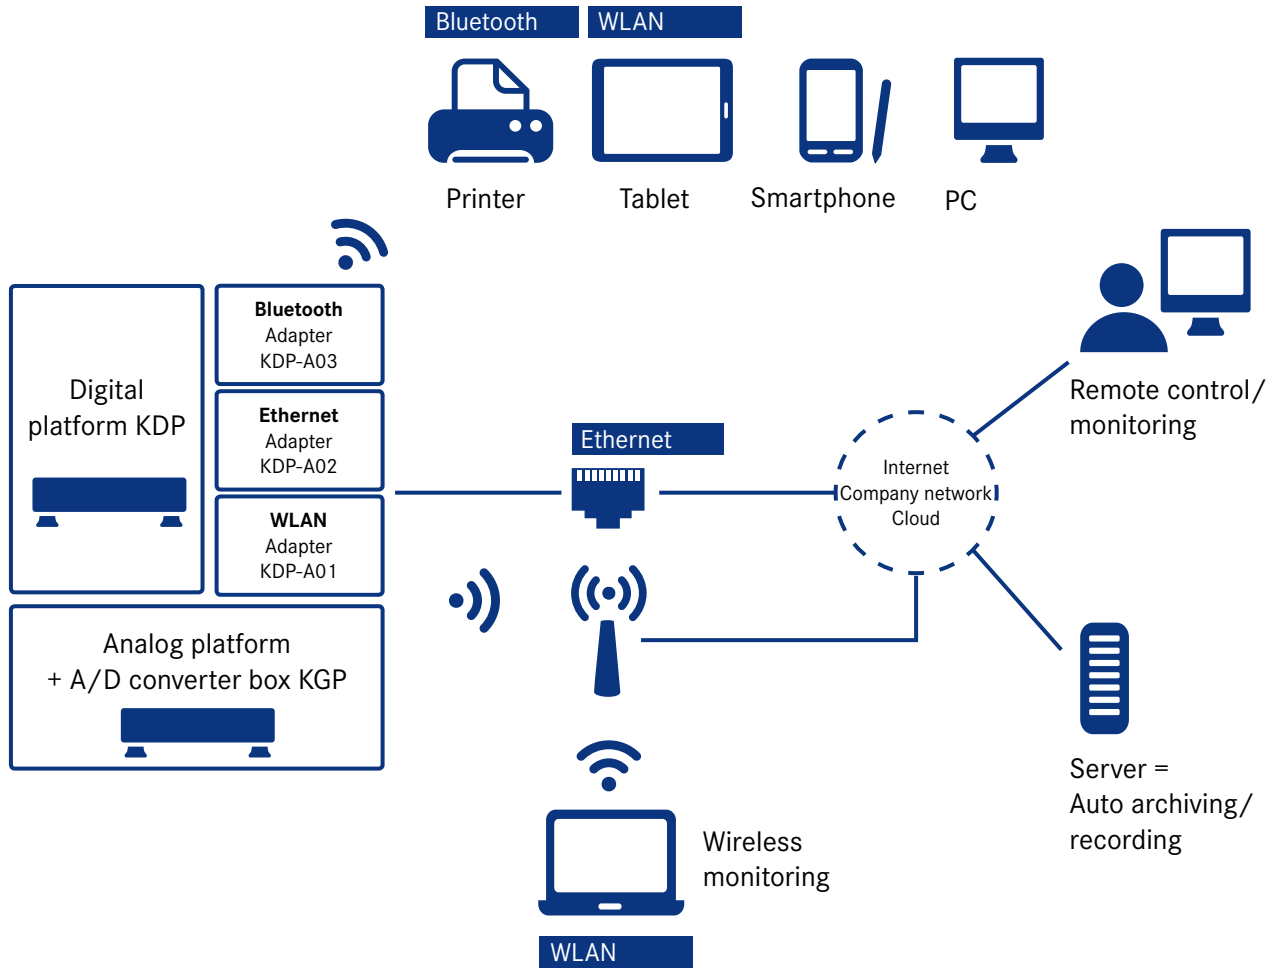 Bluetooth
WLAN
Printer
Tablet
Smartphone
PC
Digital
platform KDP
Bluetooth
Adapter
KDP-A03
Ethernet
Adapter
KDP-A02
WLAN
Adapter
KDP-A01
Analog platform
+ A/D converter box KGP
Ethernet
Internet
Company network
Cloud
Remote control/
monitoring
Server =
Auto archiving/
recording
Wireless
monitoring
WLAN